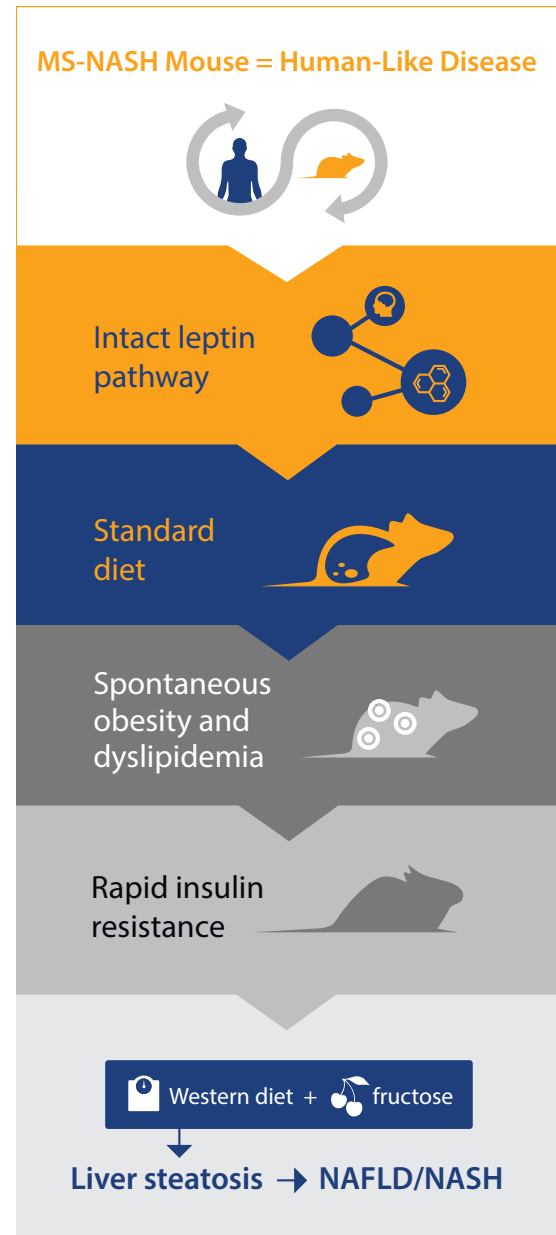 MS-NASH Mouse = Human-Like Disease
Intact leptin
pathway
Standard
diet
Spontaneous
obesity and
dyslipidemia
Rapid insulin
resistance
Western diet + fructose
Liver steatosis → NAFLD/NASH